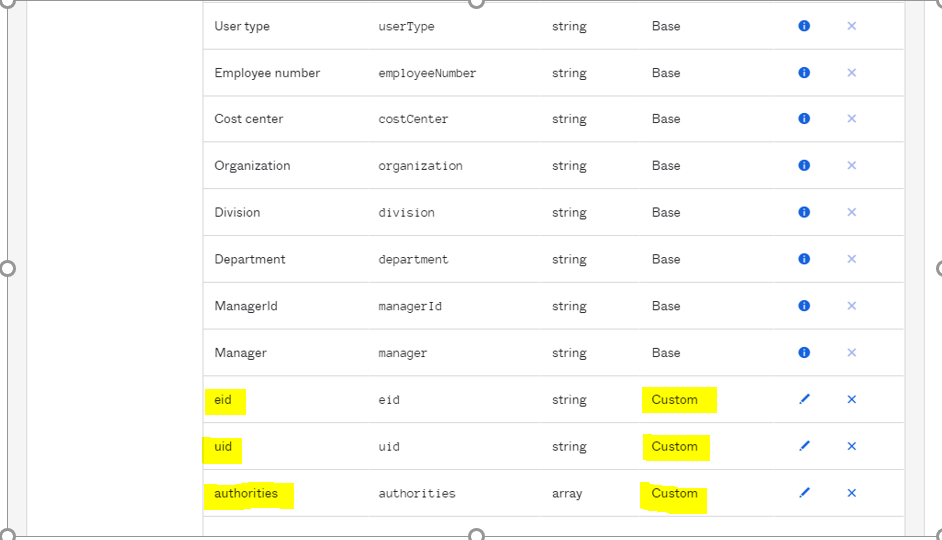 User type userType string Base
Employee number employeeNumber string Base
Cost center costCenter string Base
Organization organization string Base
Division division string Base
Department department string Base
ManagerId managerId string Base
Manager manager string Base
eid eid string Custom
uid uid string Custom
authorities authorities array Custom